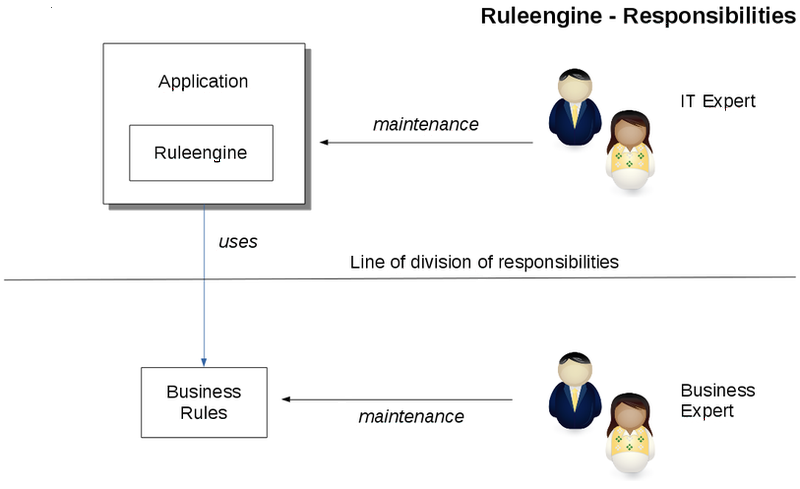 Ruleengine - Responsibilities
Application
IT Expert
maintenance
Ruleengine
uses
Line of division of responsibilities
Business
Rules
maintenance
Business
Expert